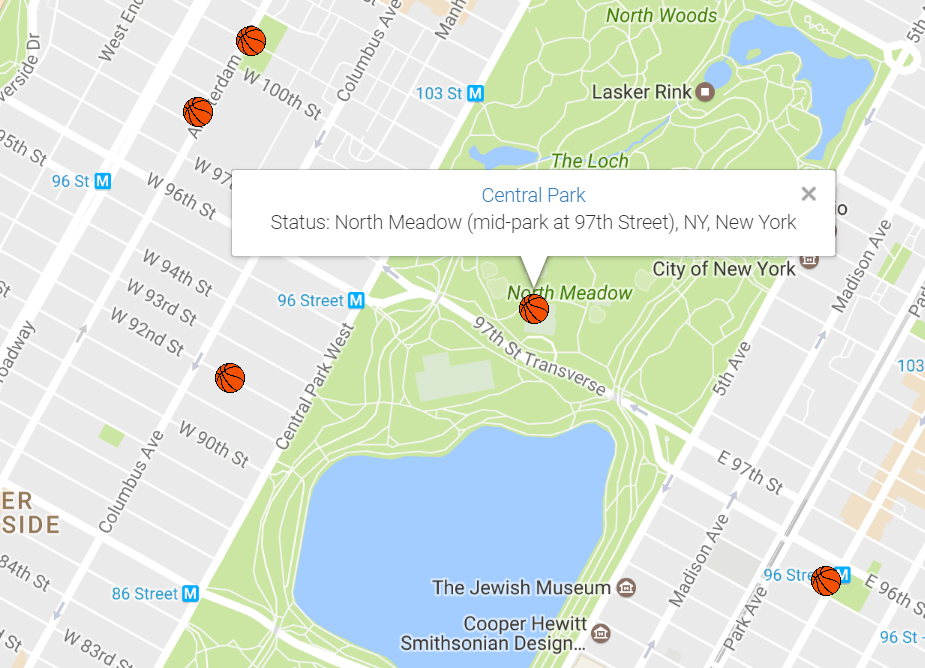 North Woods
West End
Columbus Ave
Manh
5th
verside Dr
Amsterdam
W 100th St
103 St M
Lasker Rink
95th St
The Loch
96 St M
W 97
W 96th St
Central Park
Status: North Meadow (mid-park at 97th Street), NY, New York
io
City of New York
Madison Ave
Park
W 94th St
North Meadow
W 93rd St
96 Street M
W 92nd St
97th St Transverse
roadway
Central Park West
5th Ave
103
W 90th St
Columbus Ave
E 97th St
ER
SIDE
84th St
86 Street M
The Jewish Museum
Madison Ave
96 Stre M
E 96th St
Cooper Hewitt
Smithsonian Design...
Park Ave
96 St
W 83rd St